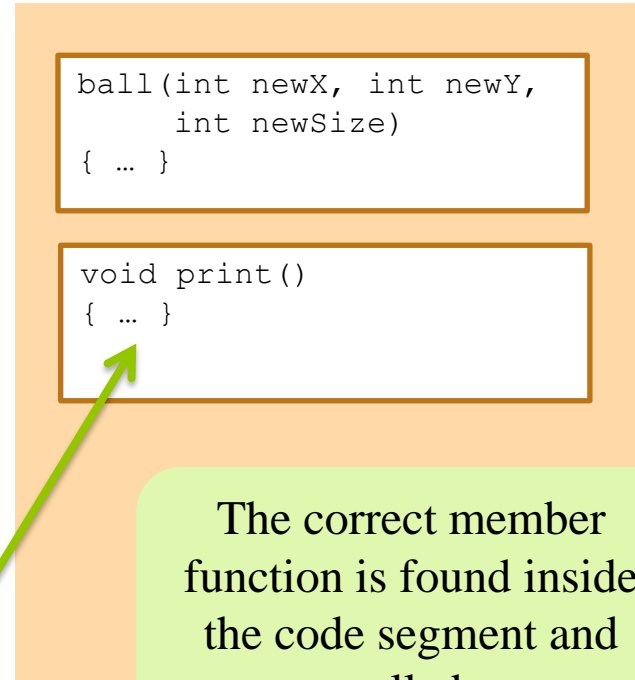 ball(int newX, int newY,
int newSize)
{ … }
void print()
{ … }
The correct member
function is found inside
the code segment and